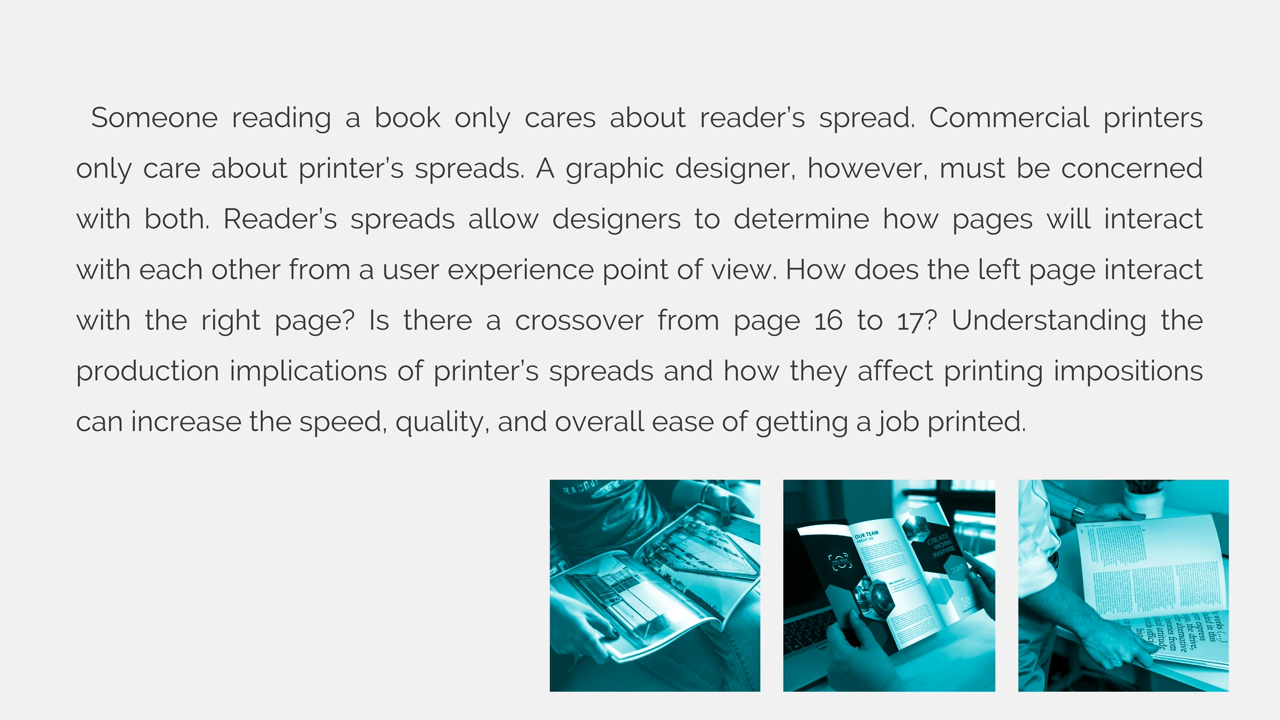 Someone reading a book only cares about reader’s spread. Commercial printers
only care about printer’s spreads. A graphic designer, however, must be concerned
with both. Reader’s spreads allow designers to determine how pages will interact
with each other from a user experience point of view. How does the left page interact
with the right page? Is there a crossover from page 16 to 17? Understanding the
production implications of printer’s spreads and how they affect printing impositions
can increase the speed, quality, and overall ease of getting a job printed.
OUR TEAM
ABOUT US
CREATE
WORK
INSPIRE